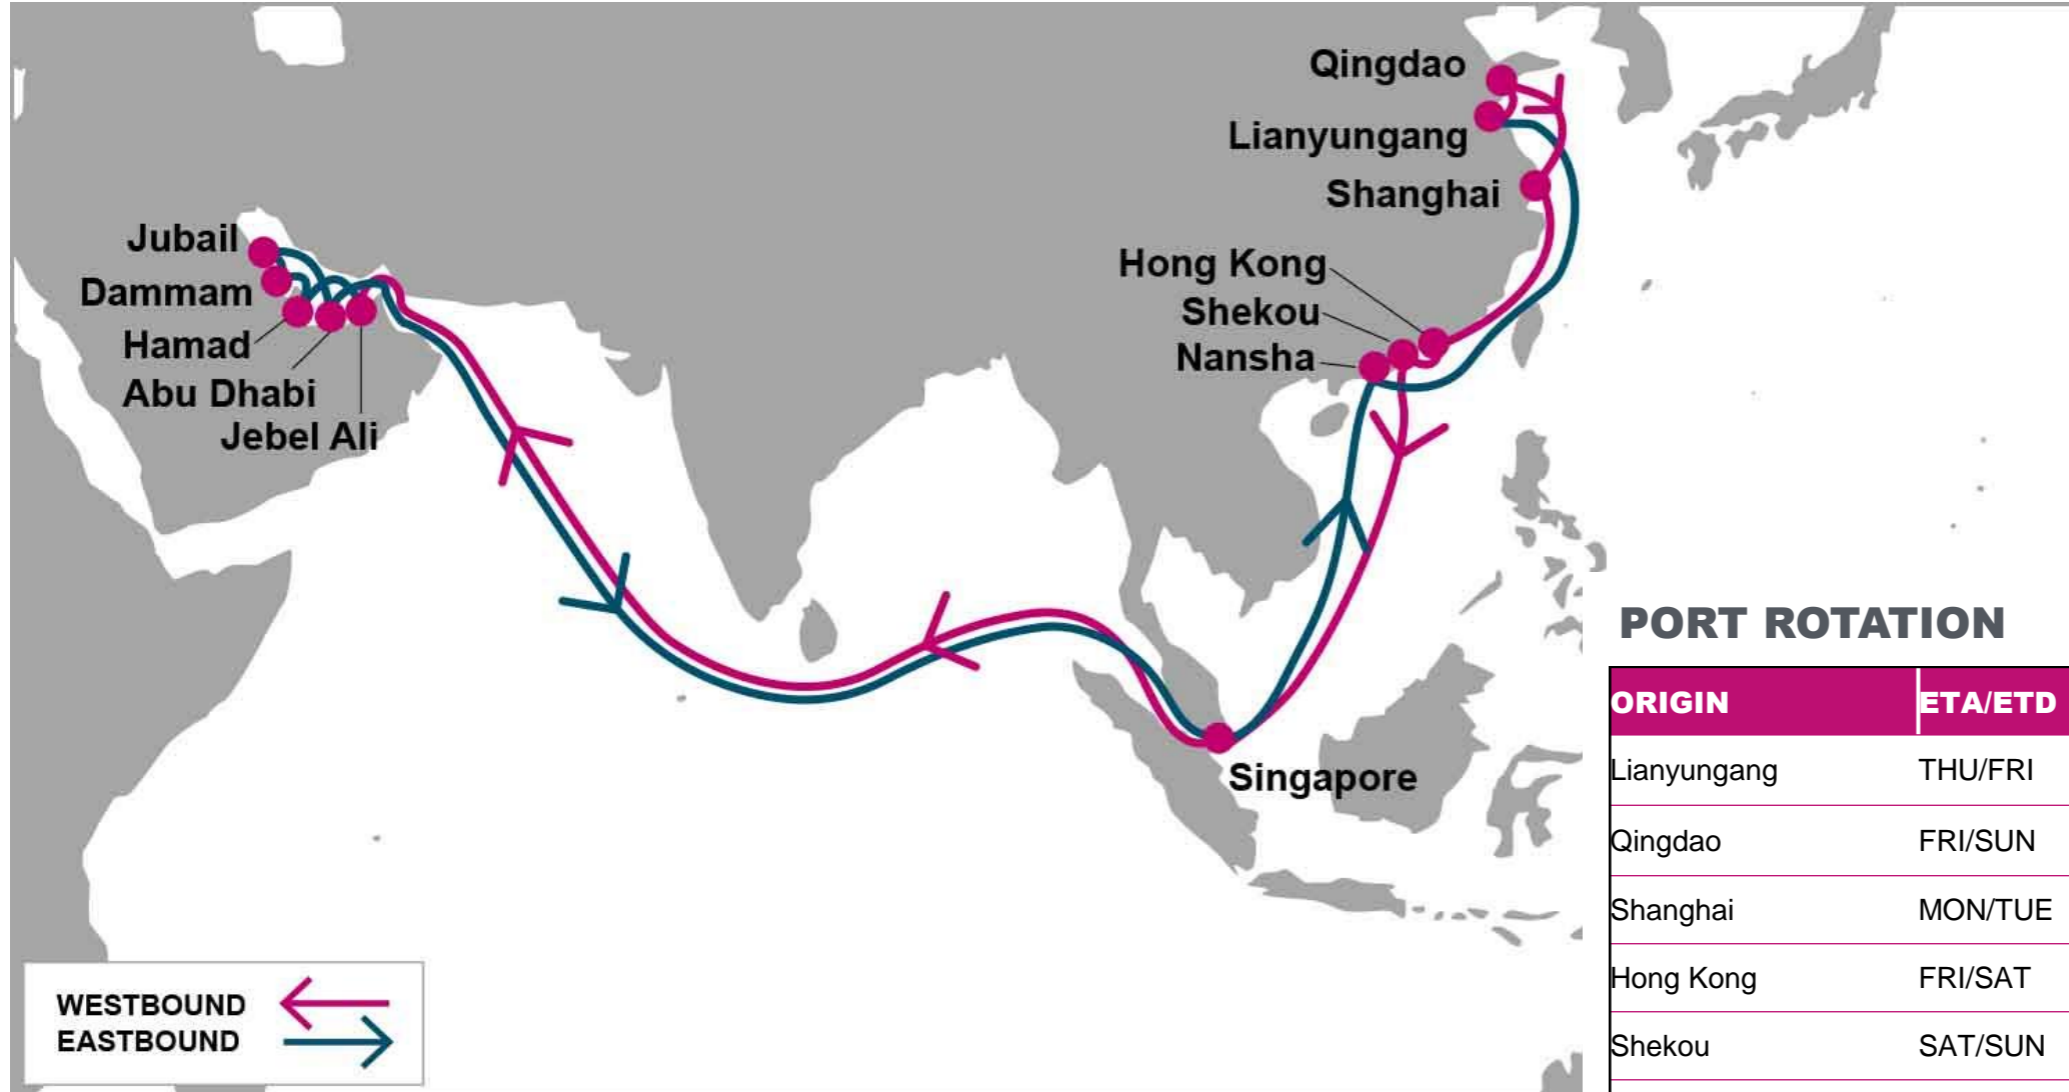 Qingdao
Lianyungang
Shanghai
Hong Kong
Shekou
Nansha
Jubail
Dammam
Hamad
Abu Dhabi
Jebel Ali
Singapore
WESTBOUND
EASTBOUND
PORT ROTATION
ORIGIN ETA/ETD
Lianyungang THU/FRI
Qingdao FRI/SUN
Shanghai MON/TUE
Hong Kong FRI/SAT
Shekou SAT/SUN